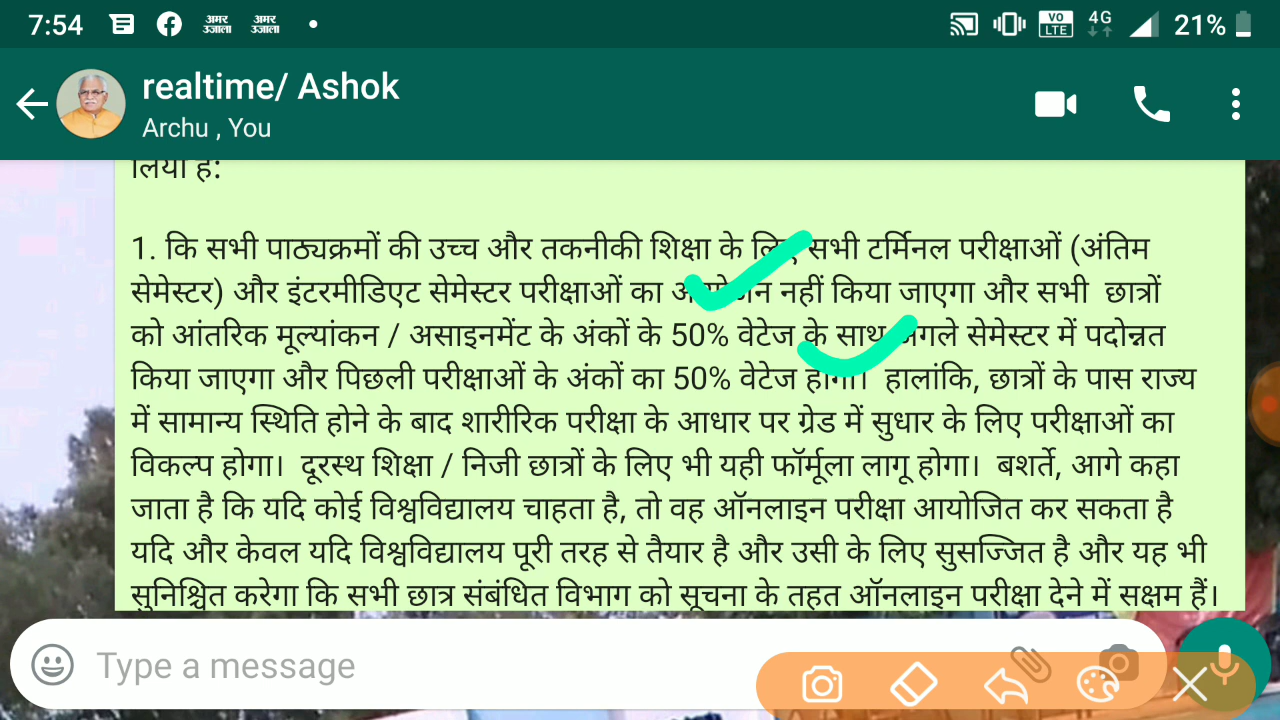 7:54 अमर उजाला अमर उजाला VO LTE 4G 21%
realtime/ Ashok
Archu , You
लिया है:
1. कि सभी पाठ्यक्रमों की उच्च और तकनीकी शिक्षा के लिए सभी टर्मिनल परीक्षाओं (अंतिम
सेमेस्टर) और इंटरमीडिएट सेमेस्टर परीक्षाओं का आयोजन नहीं किया जाएगा और सभी छात्रों
को आंतरिक मूल्यांकन / असाइनमेंट के अंकों के 50% वेटेज के साथ अगले सेमेस्टर में पदोन्नत
किया जाएगा और पिछली परीक्षाओं के अंकों का 50% वेटेज होगा। हालांकि, छात्रों के पास राज्य
में सामान्य स्थिति होने के बाद शारीरिक परीक्षा के आधार पर ग्रेड में सुधार के लिए परीक्षाओं का
विकल्प होगा। दूरस्थ शिक्षा / निजी छात्रों के लिए भी यही फॉर्मूला लागू होगा। बशर्ते, आगे कहा
जाता है कि यदि कोई विश्वविद्यालय चाहता है, तो वह ऑनलाइन परीक्षा आयोजित कर सकता है
यदि और केवल यदि विश्वविद्यालय पूरी तरह से तैयार है और उसी के लिए सुसज्जित है और यह भी
सुनिश्चित करेगा कि सभी छात्र संबंधित विभाग को सूचना के तहत ऑनलाइन परीक्षा देने में सक्षम हैं।
Type a message